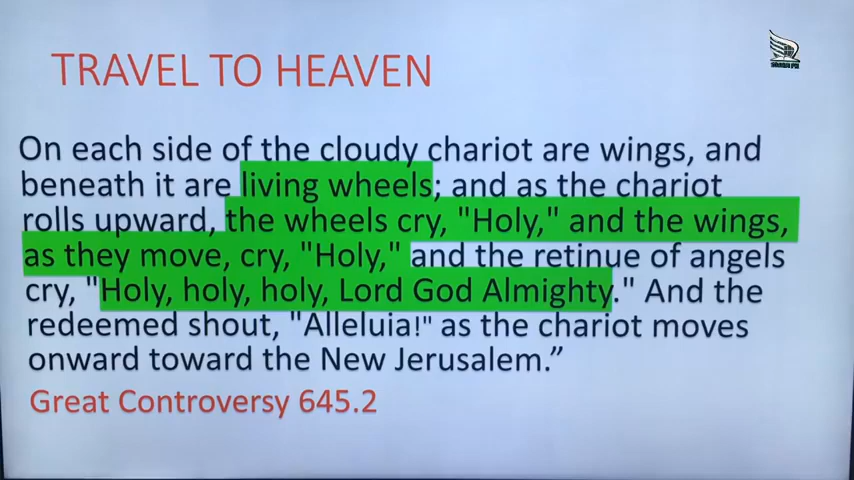 TRAVEL TO HEAVEN
On each side of the cloudy chariot are wings, and
beneath it are living wheels; and as the chariot
rolls upward, the wheels cry, "Holy," and the wings,
as they move, cry, "Holy," and the retinue of angels
cry, "Holy, holy, holy, Lord God Almighty." And the
redeemed shout, "Alleluia!" as the chariot moves
onward toward the New Jerusalem.”
Great Controversy 645.2